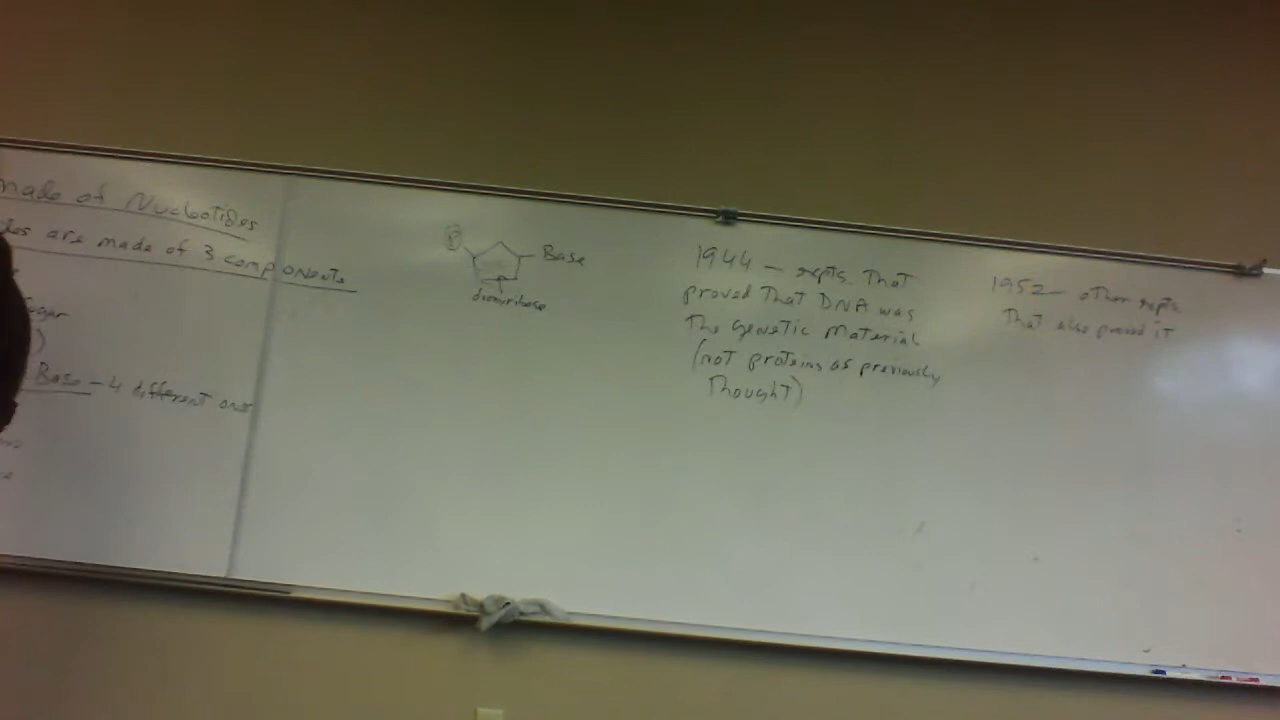 made of Nucleotides
are made of 3 components
sugar
)
Base - 4 different ones
P
Base
deoxyribose
1944 - expts. that
proved that DNA was
the genetic material
(not proteins as previously
thought)
1952 - other expts
that also proved it